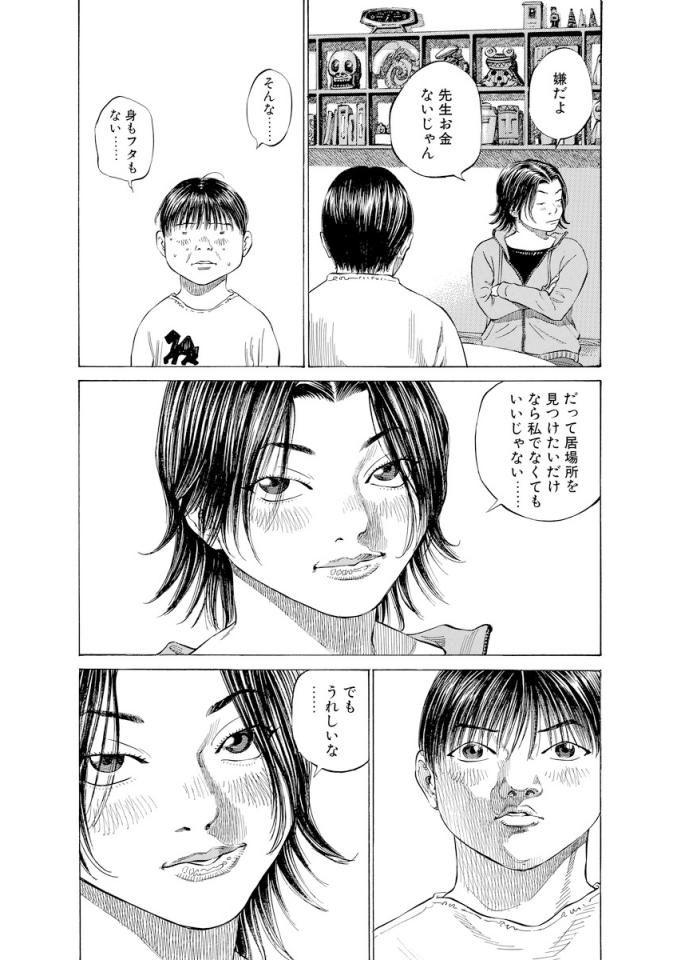 嫌だよ
先生お金
ないじゃん
そんな……
身もフタも
ない……
だって居場所を
見つけたいだけ
なら私でなくても
いいじゃない……
でも
うれしいな
……